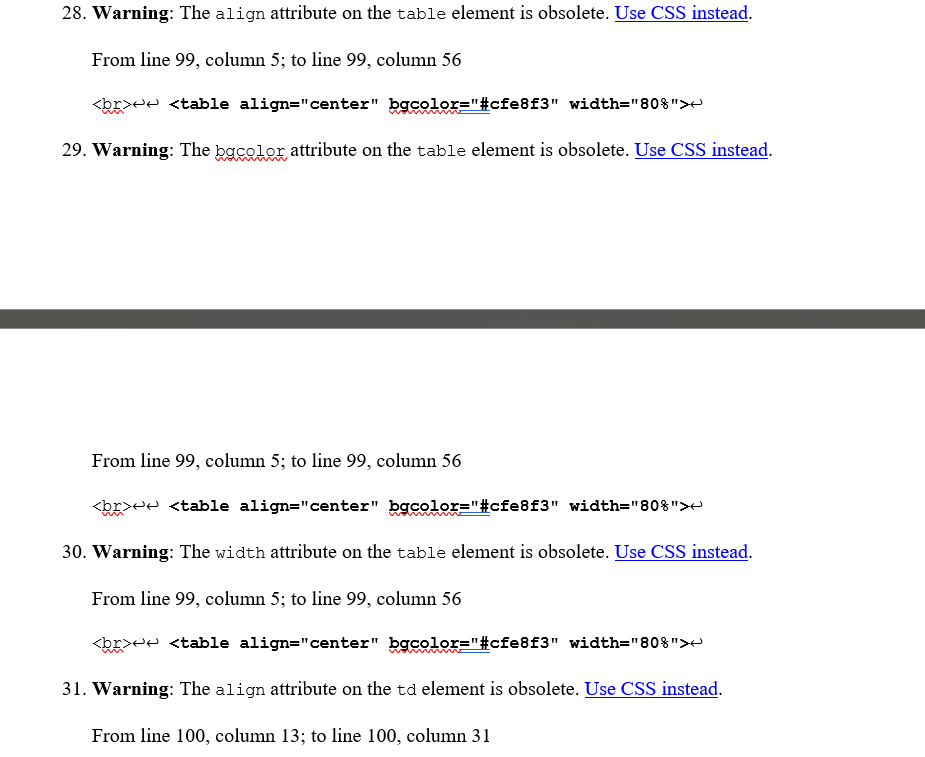 28. Warning: The align attribute on the table element is obsolete. Use CSS instead.
From line 99, column 5; to line 99, column 56
<br>↩↩ <table align="center" bgcolor="#cfe8f3" width="80%">↩
29. Warning: The bgcolor attribute on the table element is obsolete. Use CSS instead.
From line 99, column 5; to line 99, column 56
<br>↩↩ <table align="center" bgcolor="#cfe8f3" width="80%">↩
30. Warning: The width attribute on the table element is obsolete. Use CSS instead.
From line 99, column 5; to line 99, column 56
<br>↩↩ <table align="center" bgcolor="#cfe8f3" width="80%">↩
31. Warning: The align attribute on the td element is obsolete. Use CSS instead.
From line 100, column 13; to line 100, column 31